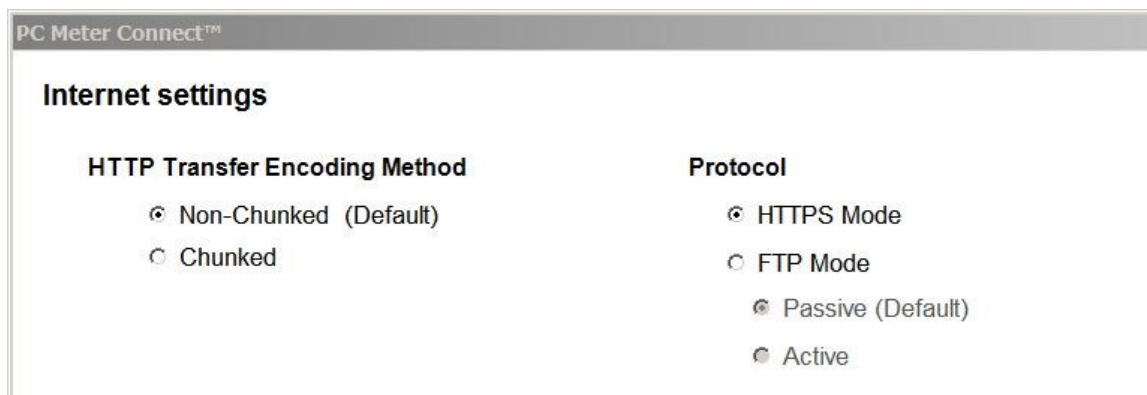 PC Meter Connect™
Internet settings
HTTP Transfer Encoding Method
Non-Chunked (Default)
Chunked
Protocol
HTTPS Mode
FTP Mode
Passive (Default)
Active